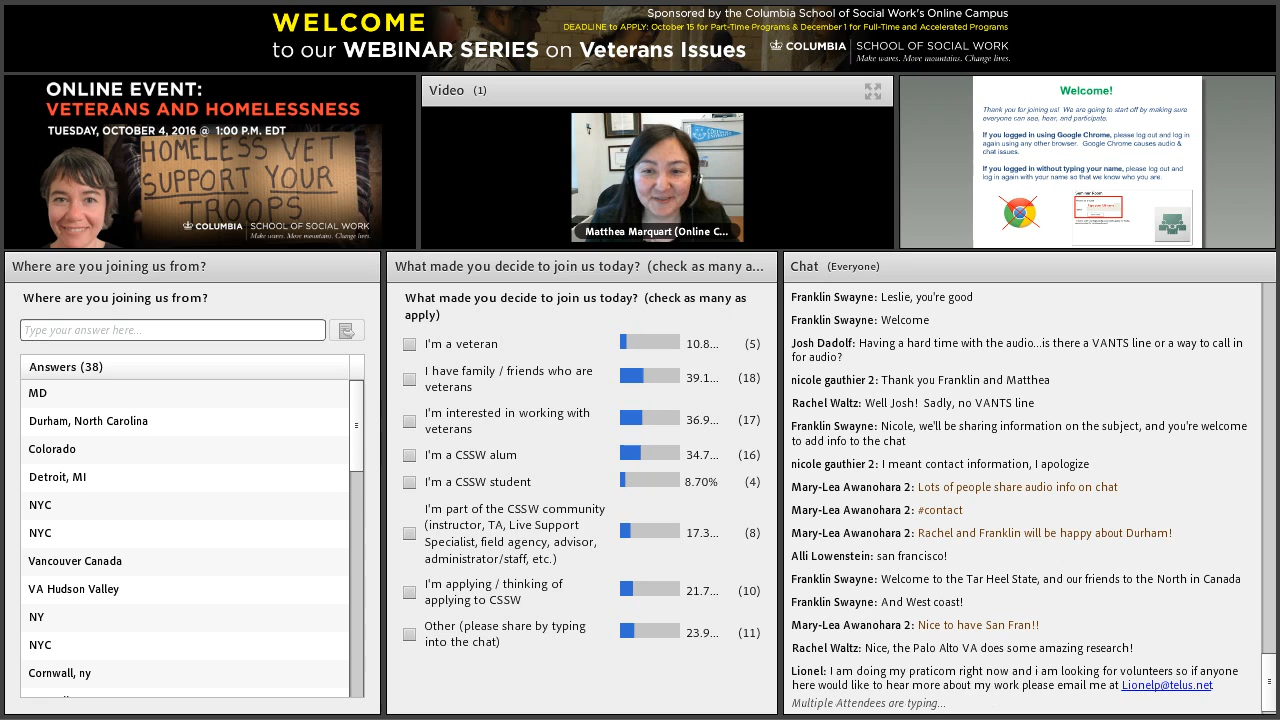 WELCOME
to our WEBINAR SERIES on Veterans Issues
Sponsored by the Columbia School of Social Work's Online Campus
DEADLINE to APPLY: October 15 for Part-Time Programs & December 1 for Full-Time and Accelerated Programs
COLUMBIA | SCHOOL OF SOCIAL WORK
Make waves. Move mountains. Change lives.
ONLINE EVENT:
VETERANS AND HOMELESSNESS
TUESDAY, OCTOBER 4, 2016 @ 1:00 P.M. EDT
HOMELESS VET
SUPPORT YOUR
TROOPS
COLUMBIA | SCHOOL OF SOCIAL WORK
Make waves. Move mountains. Change lives.
Video (1)
Matthea Marquart (Online C...
Welcome!
Thank you for joining us! We are going to start off by making sure
everyone can see, hear, and participate.
If you logged in using Google Chrome, please log out and log in
again using any other browser. Google Chrome causes audio &
chat issues.
If you logged in without typing your name, please log out and
log in again with your name so that we know who you are.
Where are you joining us from?
Where are you joining us from?
Type your answer here...
Answers (38)
MD
Durham, North Carolina
Colorado
Detroit, MI
NYC
NYC
Vancouver Canada
VA Hudson Valley
NY
NYC
Cornwall, ny
What made you decide to join us today? (check as many a...
What made you decide to join us today? (check as many as
apply)
I'm a veteran 10.8... (5)
I have family / friends who are
veterans 39.1... (18)
I'm interested in working with
veterans 36.9... (17)
I'm a CSSW alum 34.7... (16)
I'm a CSSW student 8.70% (4)
I'm part of the CSSW community
(instructor, TA, Live Support
Specialist, field agency, advisor,
administrator/staff, etc.) 17.3... (8)
I'm applying / thinking of
applying to CSSW 21.7... (10)
Other (please share by typing
into the chat) 23.9... (11)
Chat (Everyone)
Franklin Swayne: Leslie, you're good
Franklin Swayne: Welcome
Josh Dadolf: Having a hard time with the audio...is there a VANTS line or a way to call in
for audio?
nicole gauthier 2: Thank you Franklin and Matthea
Rachel Waltz: Well Josh! Sadly, no VANTS line
Franklin Swayne: Nicole, we'll be sharing information on the subject, and you're welcome
to add info to the chat
nicole gauthier 2: I meant contact information, I apologize
Mary-Lea Awanohara 2: Lots of people share audio info on chat
Mary-Lea Awanohara 2: #contact
Mary-Lea Awanohara 2: Rachel and Franklin will be happy about Durham!
Alli Lowenstein: san francisco!
Franklin Swayne: Welcome to the Tar Heel State, and our friends to the North in Canada
Franklin Swayne: And West coast!
Mary-Lea Awanohara 2: Nice to have San Fran!!
Rachel Waltz: Nice, the Palo Alto VA does some amazing research!
Lionel: I am doing my praticom right now and i am looking for volunteers so if anyone
here would like to hear more about my work please email me at Lionelp@telus.net
Multiple Attendees are typing...